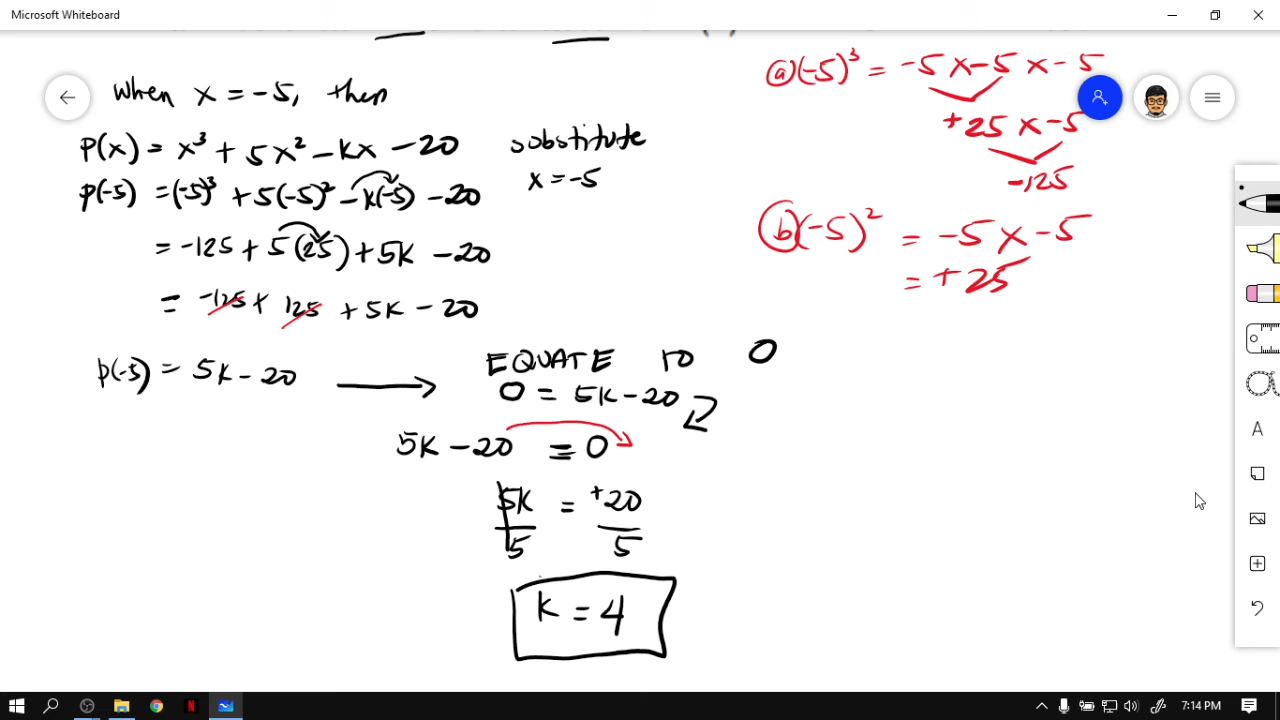 Microsoft Whiteboard
When x = -5, then
P(x) = x³ + 5x² - kx - 20
substitute
x = -5
P(-5) = (-5)³ + 5(-5)² - k(-5) - 20
= -125 + 5(25) + 5k - 20
= -125 + 125 + 5k - 20
P(-5) = 5k - 20
EQUATE TO 0
0 = 5k - 20
5k - 20 = 0
5k = +20
5 5
k = 4
a (-5)³ = -5 x -5 x -5
+25 x -5
-125
b (-5)² = -5 x -5
= +25
A
N
7:14 PM